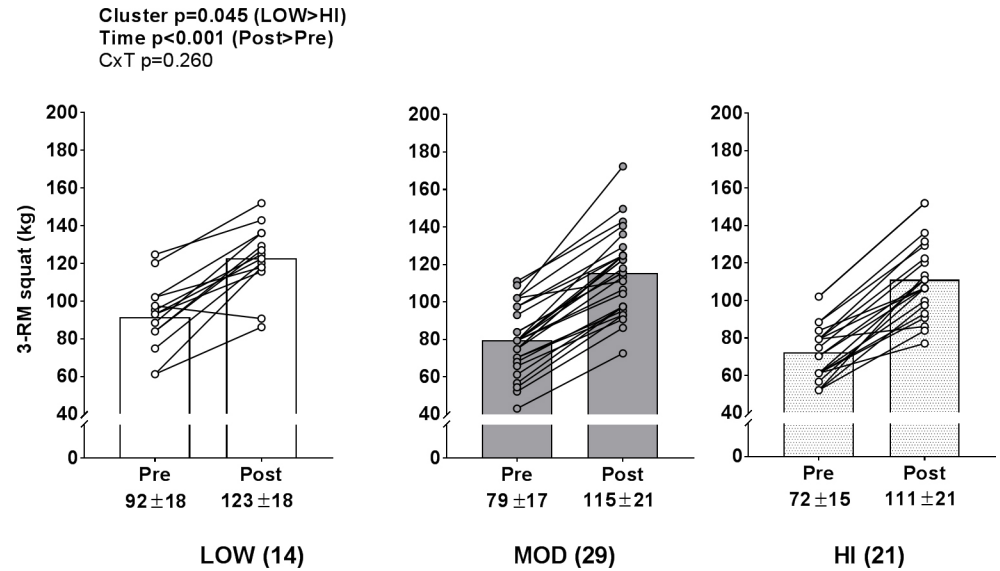 Cluster p=0.045 (LOW>HI)
Time p<0.001 (Post>Pre)
CxT p=0.260
3-RM squat (kg)
200
180
160
140
120
100
80
60
40
0
Pre
Post
92±18
123±18
LOW (14)
200
180
160
140
120
100
80
60
40
0
Pre
Post
79±17
115±21
MOD (29)
200
180
160
140
120
100
80
60
40
0
Pre
Post
72±15
111±21
HI (21)